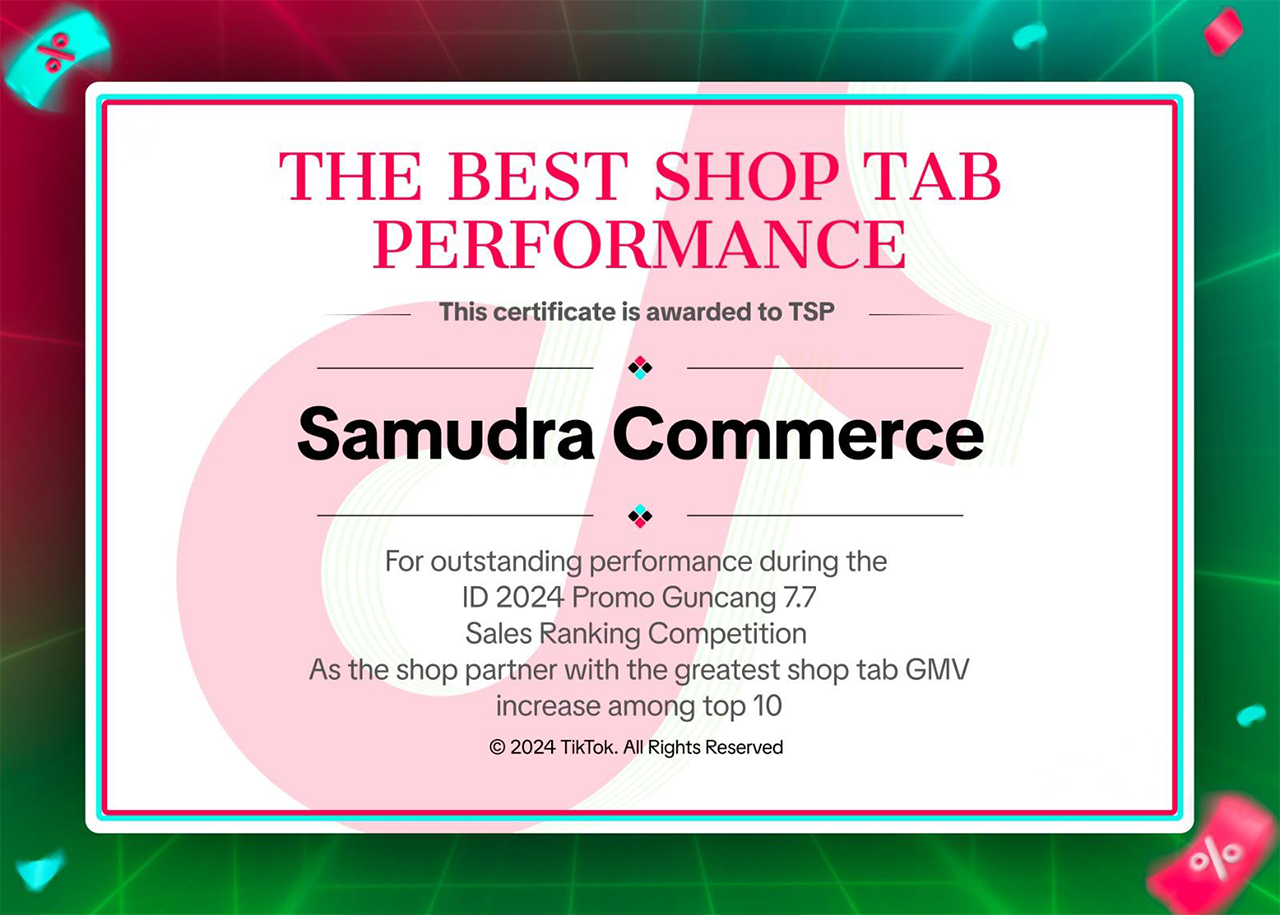 %
THE BEST SHOP TAB
PERFORMANCE
This certificate is awarded to TSP
Samudra Commerce
For outstanding performance during the
ID 2024 Promo Guncang 7.7
Sales Ranking Competition
As the shop partner with the greatest shop tab GMV
increase among top 10
© 2024 TikTok. All Rights Reserved
%